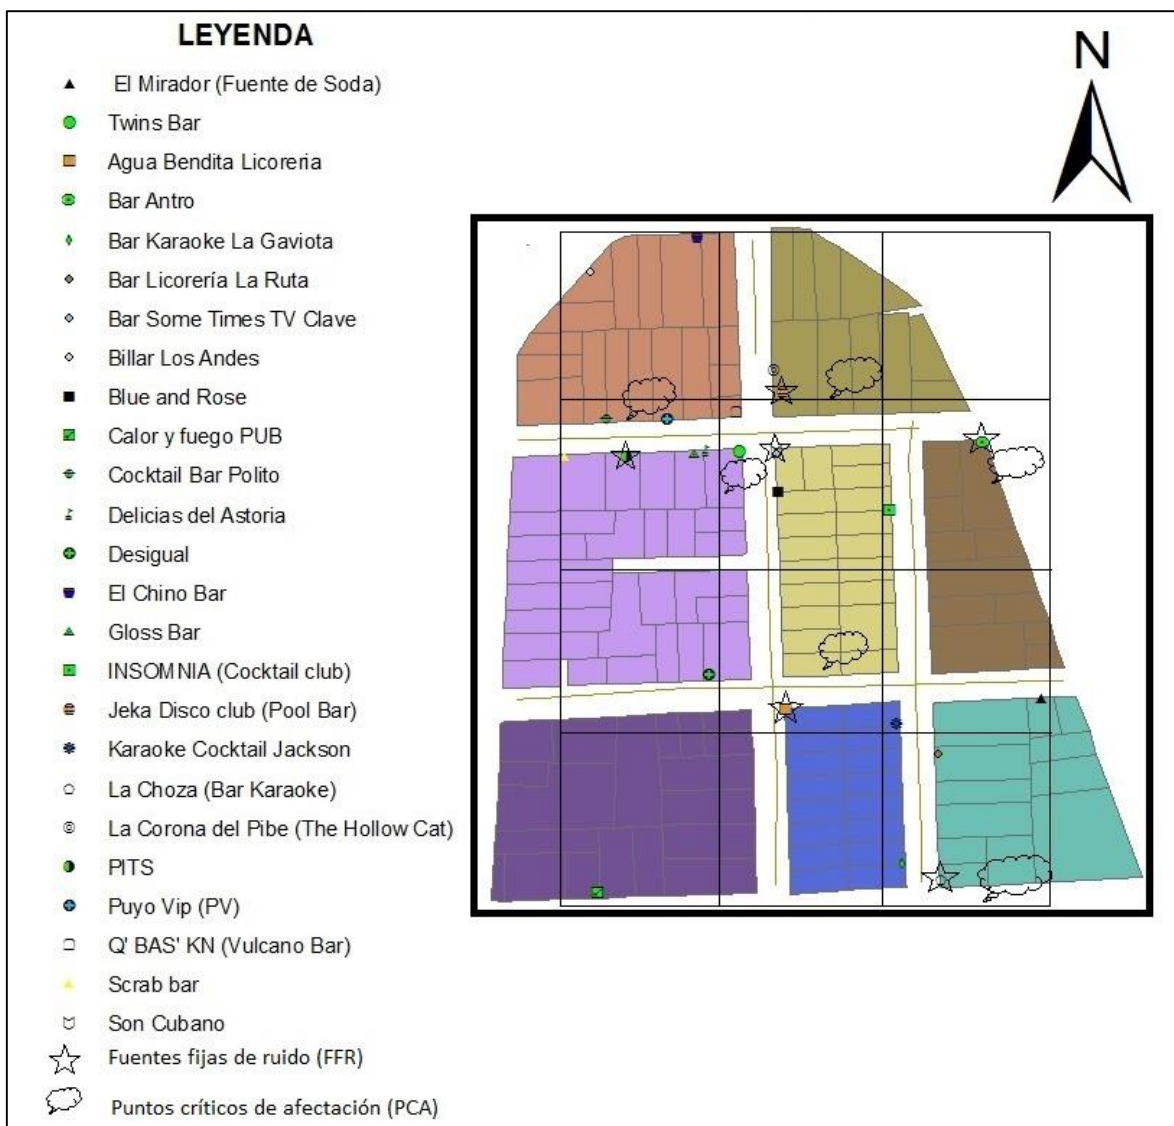 LEYENDA
N
El Mirador (Fuente de Soda)
Twins Bar
Agua Bendita Licoreria
Bar Antro
Bar Karaoke La Gaviota
Bar Licorería La Ruta
Bar Some Times TV Clave
Billar Los Andes
Blue and Rose
Calor y fuego PUB
Cocktail Bar Polito
Delicias del Astoria
Desigual
El Chino Bar
Gloss Bar
INSOMNIA (Cocktail club)
Jeka Disco club (Pool Bar)
Karaoke Cocktail Jackson
La Choza (Bar Karaoke)
La Corona del Pibe (The Hollow Cat)
PITS
Puyo Vip (PV)
Q' BAS' KN (Vulcano Bar)
Scrab bar
Son Cubano
Fuentes fijas de ruido (FFR)
Puntos críticos de afectación (PCA)